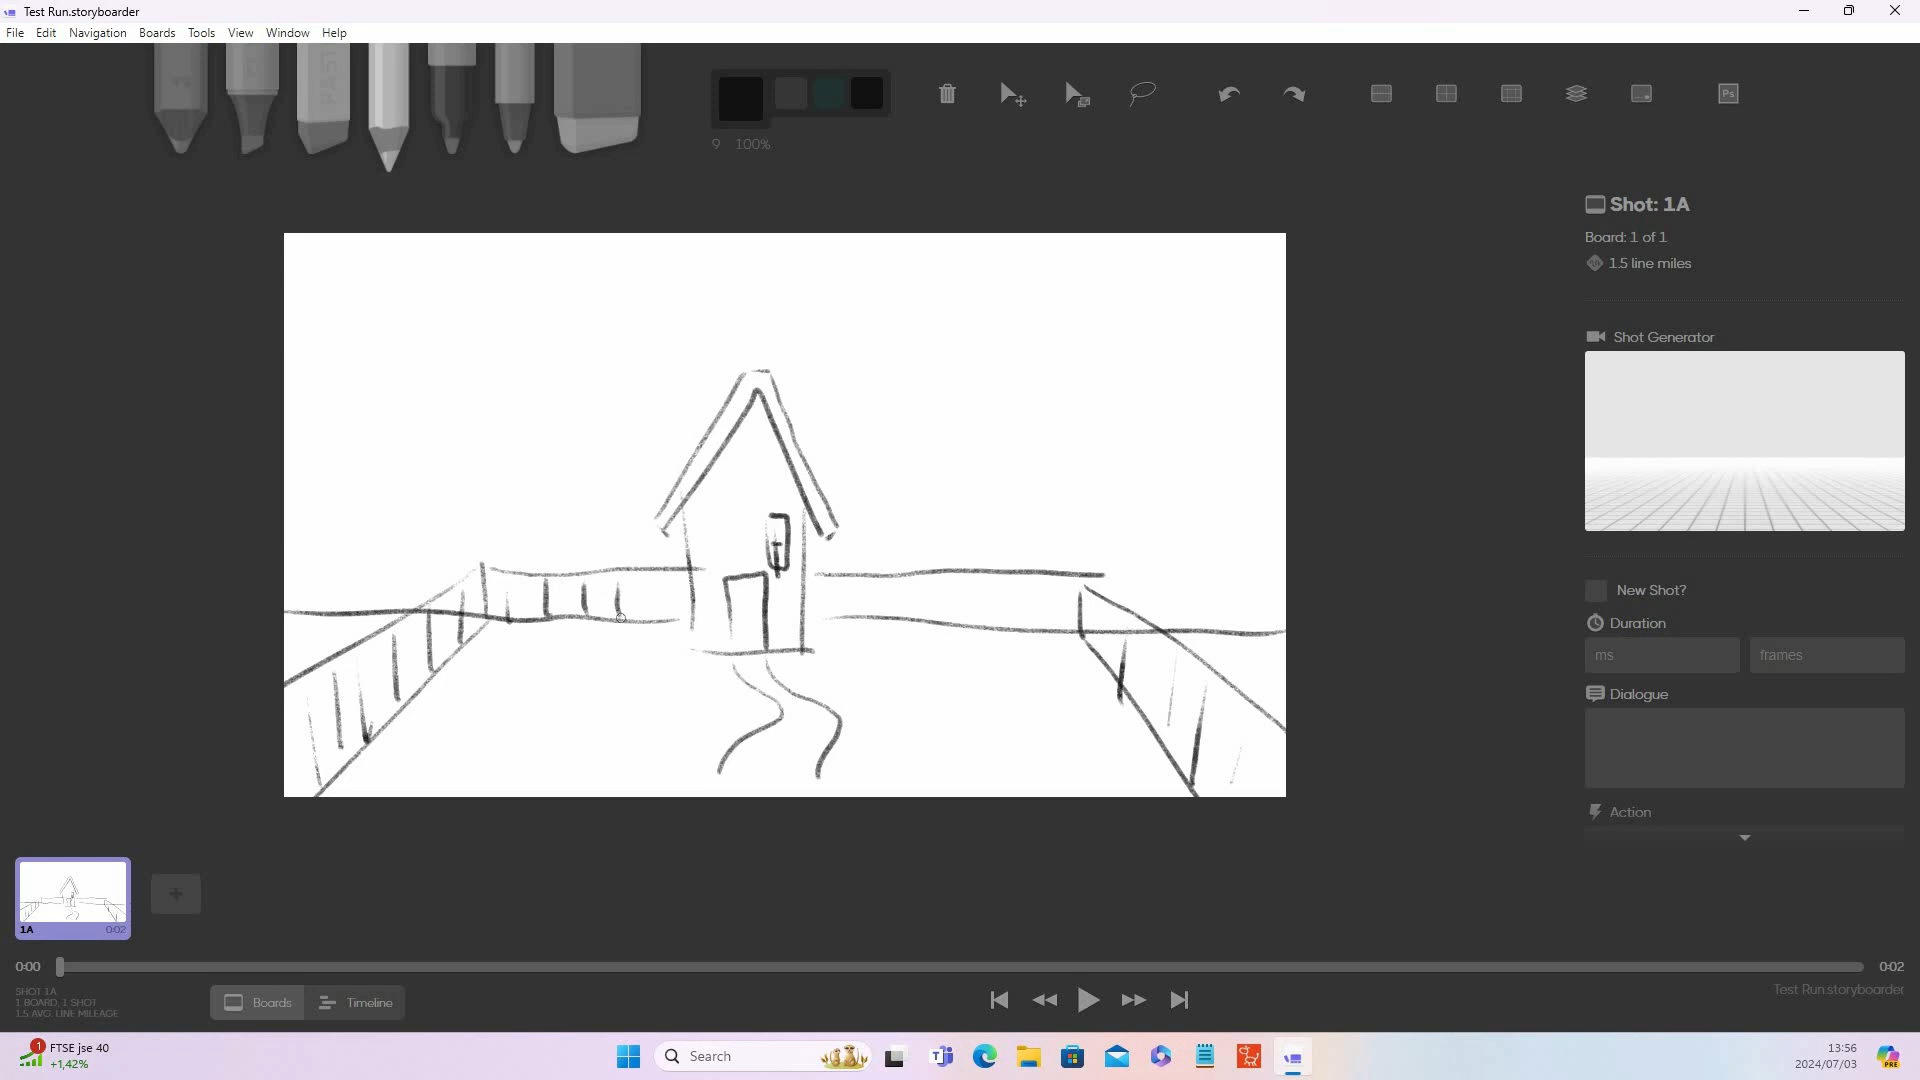 Test Run.storyboarder
File Edit Navigation Boards Tools View Window Help
9 100%
Ps
Shot: 1A
Board: 1 of 1
1.5 line miles
Shot Generator
New Shot?
Duration
ms frames
Dialogue
Action
1A 0:02
+
0:00 0:02
SHOT 1A
1 BOARD, 1 SHOT
1.5 AVG. LINE MILEAGE
Boards Timeline
Test Run.storyboarder
1 FTSE jse 40
+1,42%
Search
13:56
2024/07/03
PRE